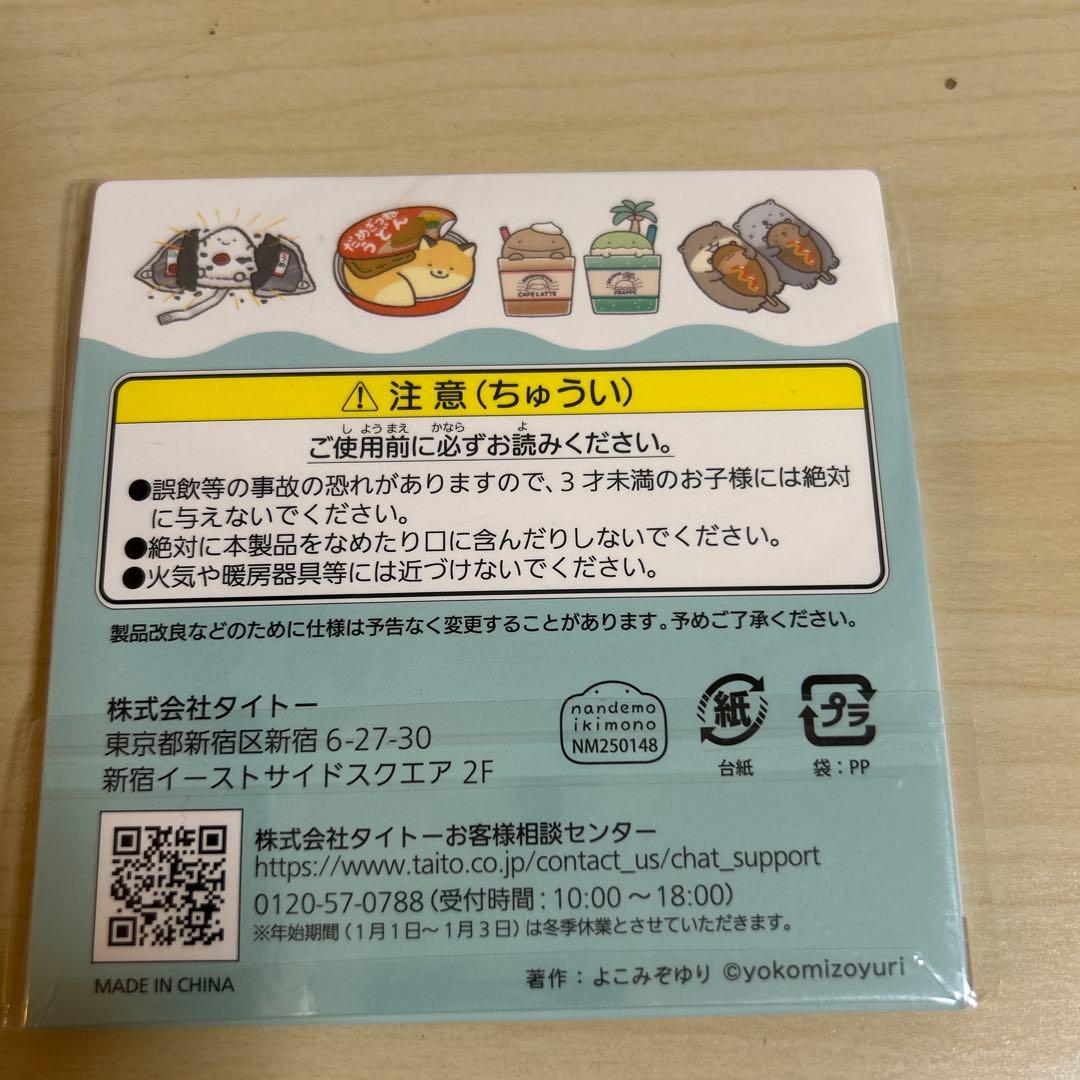 だめぎつね
うどん
CAFE·LATTE
FRAPPE
注意(ちゅうい)
ご使用前に必ずお読みください。
●誤飲等の事故の恐れがありますので、3才未満のお子様には絶対
に与えないでください。
●絶対に本製品をなめたり口に含んだりしないでください。
●火気や暖房器具等には近づけないでください。
製品改良などのために仕様は予告なく変更することがあります。予めご了承ください。
株式会社タイトー
東京都新宿区新宿 6-27-30
新宿イーストサイドスクエア 2F
nandemo
ikimono
NM250148
紙
台紙
プラ
袋:PP
株式会社タイトーお客様相談センター
https://www.taito.co.jp/contact_us/chat_support
0120-57-0788(受付時間:10:00〜18:00)
※年始期間(1月1日〜1月3日)は冬季休業とさせていただきます。
MADE IN CHINA
著作:よこみぞゆり ©yokomizoyuri